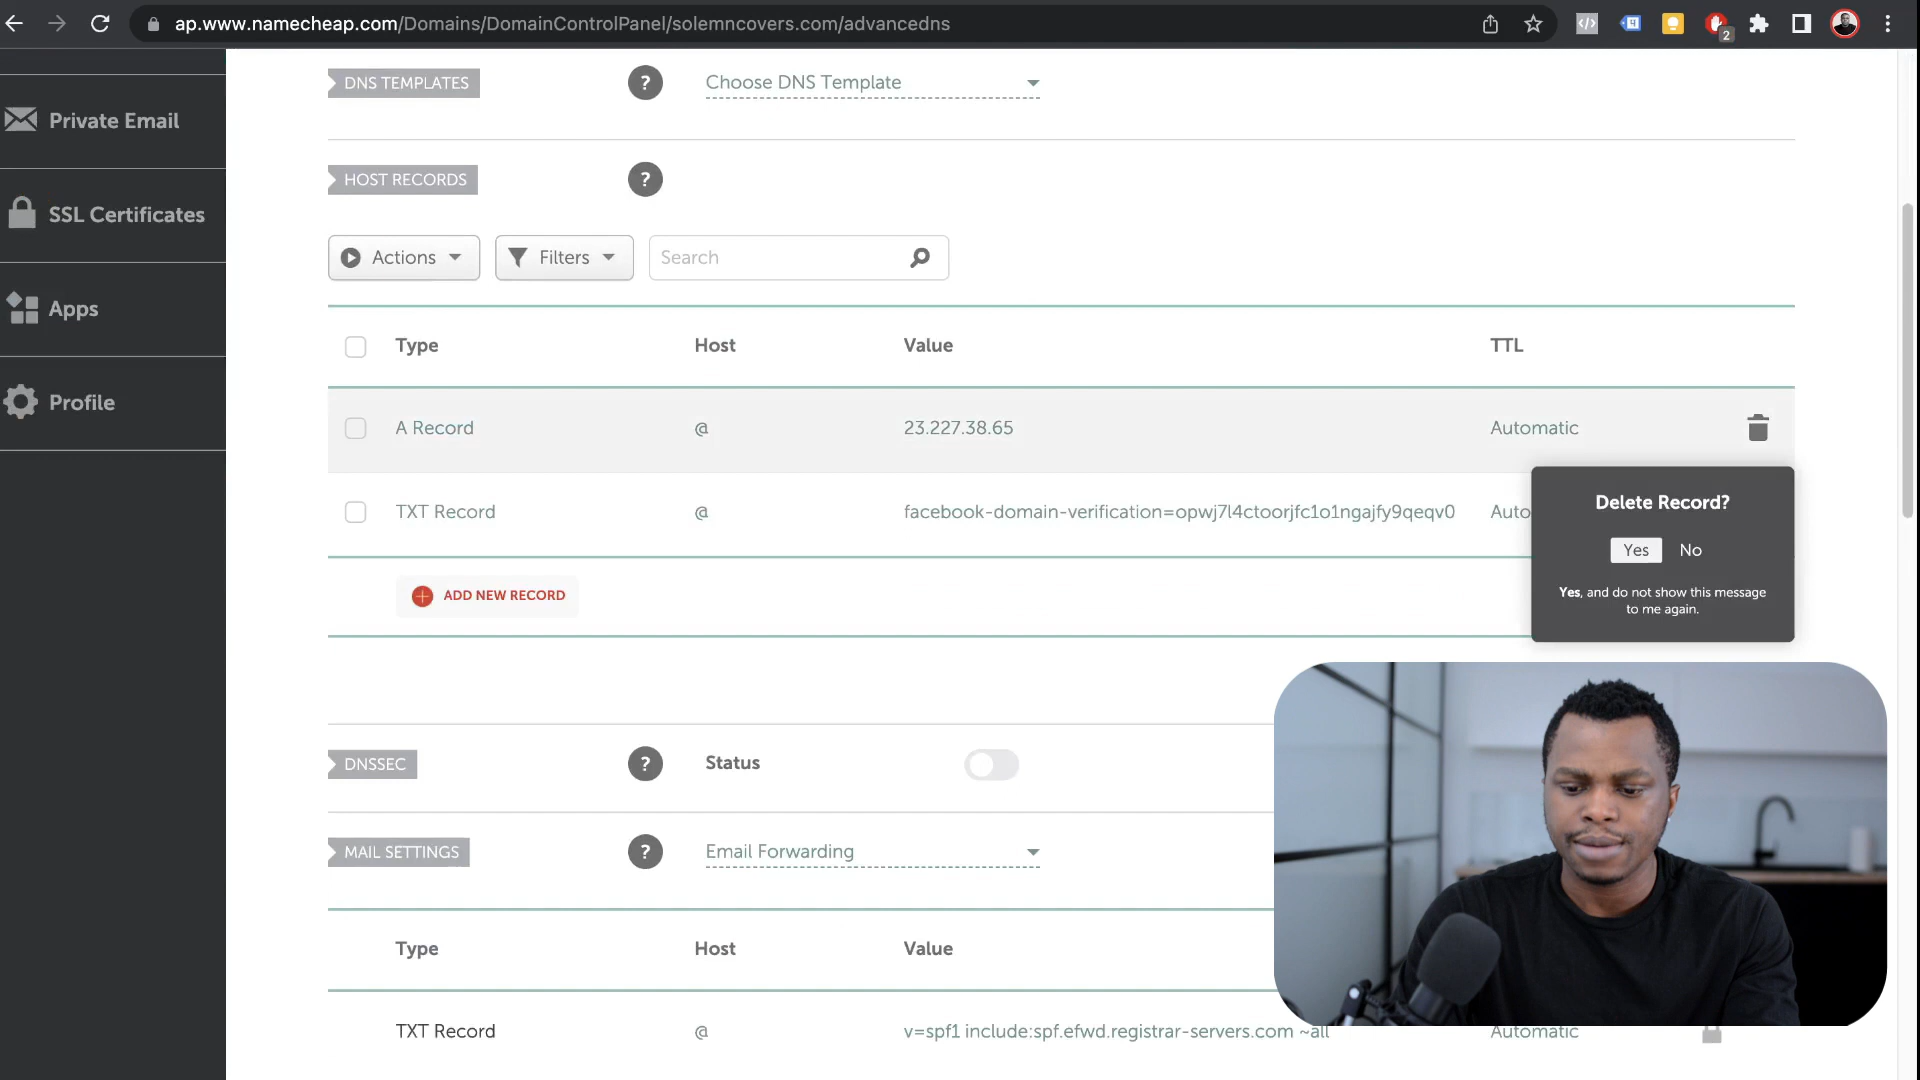 ap.www.namecheap.com/Domains/DomainControlPanel/solemncovers.com/advancedns
2
Private Email
SSL Certificates
Apps
Profile
DNS TEMPLATES ? Choose DNS Template
HOST RECORDS ?
Actions Filters Search
Type Host Value TTL
A Record @ 23.227.38.65 Automatic
TXT Record @ facebook-domain-verification=opwj7l4ctoorjfc1o1ngajfy9qeqv0 Auto
Delete Record?
Yes No
Yes, and do not show this message
to me again.
ADD NEW RECORD
DNSSEC ? Status
MAIL SETTINGS ? Email Forwarding
Type Host Value
TXT Record @ v=spf1 include:spf.efwd.registrar-servers.com ~all Automatic